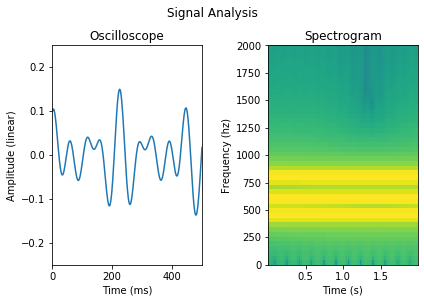 Signal Analysis
Oscilloscope
Spectrogram
Amplitude (linear)
0.2
0.1
0.0
−0.1
−0.2
0
200
400
Time (ms)
Frequency (hz)
2000
1750
1500
1250
1000
750
500
250
0
0.5
1.0
1.5
Time (s)